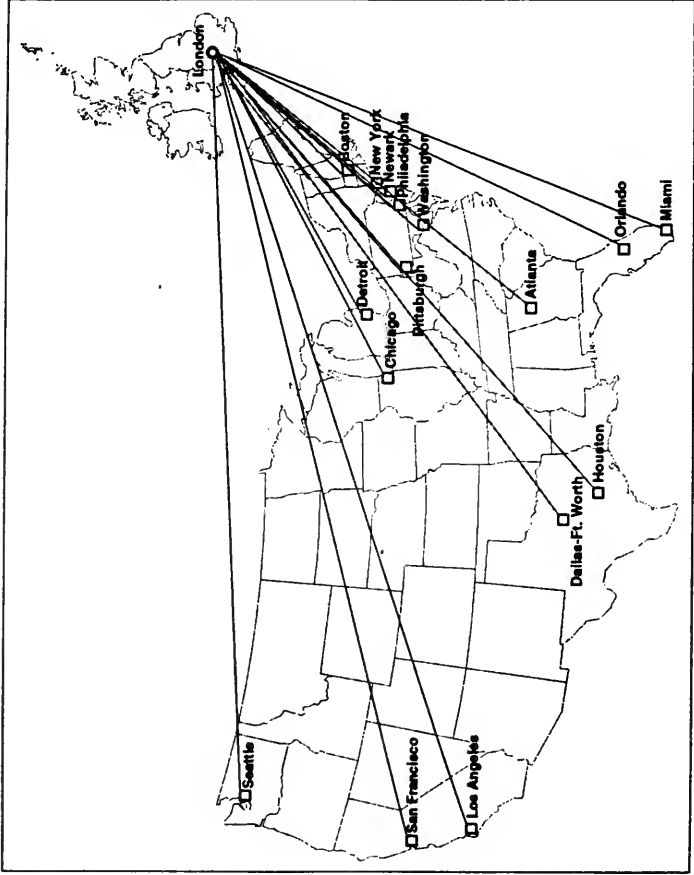 London
Seattle
Boston
New York
Newark
Philadelphia
Washington
Detroit
Pittsburgh
Chicago
San Francisco
Los Angeles
Atlanta
Orlando
Miami
Dallas-Ft. Worth
Houston